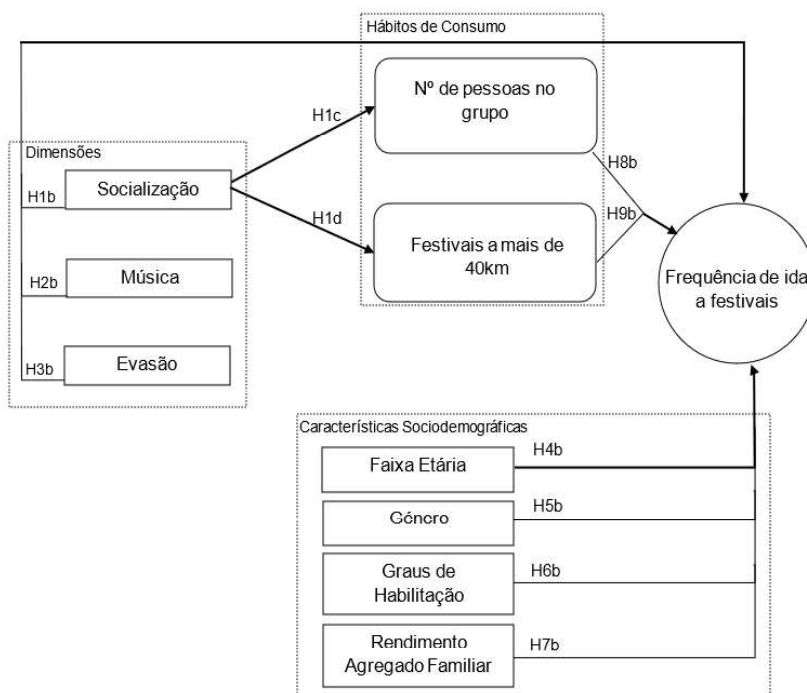 Hábitos de Consumo
Nº de pessoas no
grupo
H1c
Dimensões
H1b
Socialização
H1d
H8b
H9b
Festivais a mais de
40km
Frequência de ida
a festivais
H2b
Música
H3b
Evasão
Características Sociodemográficas
Faixa Etária
H4b
Género
H5b
Graus de
Habilitação
H6b
Rendimento
Agregado Familiar
H7b